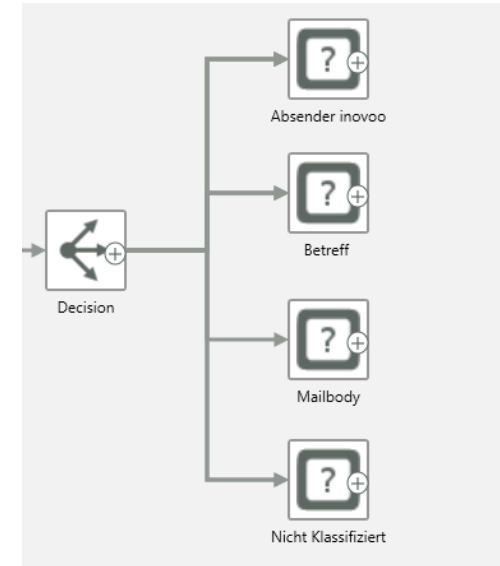 ?
Absender inovoo
?
Betreff
Decision
?
Mailbody
?
Nicht Klassifiziert